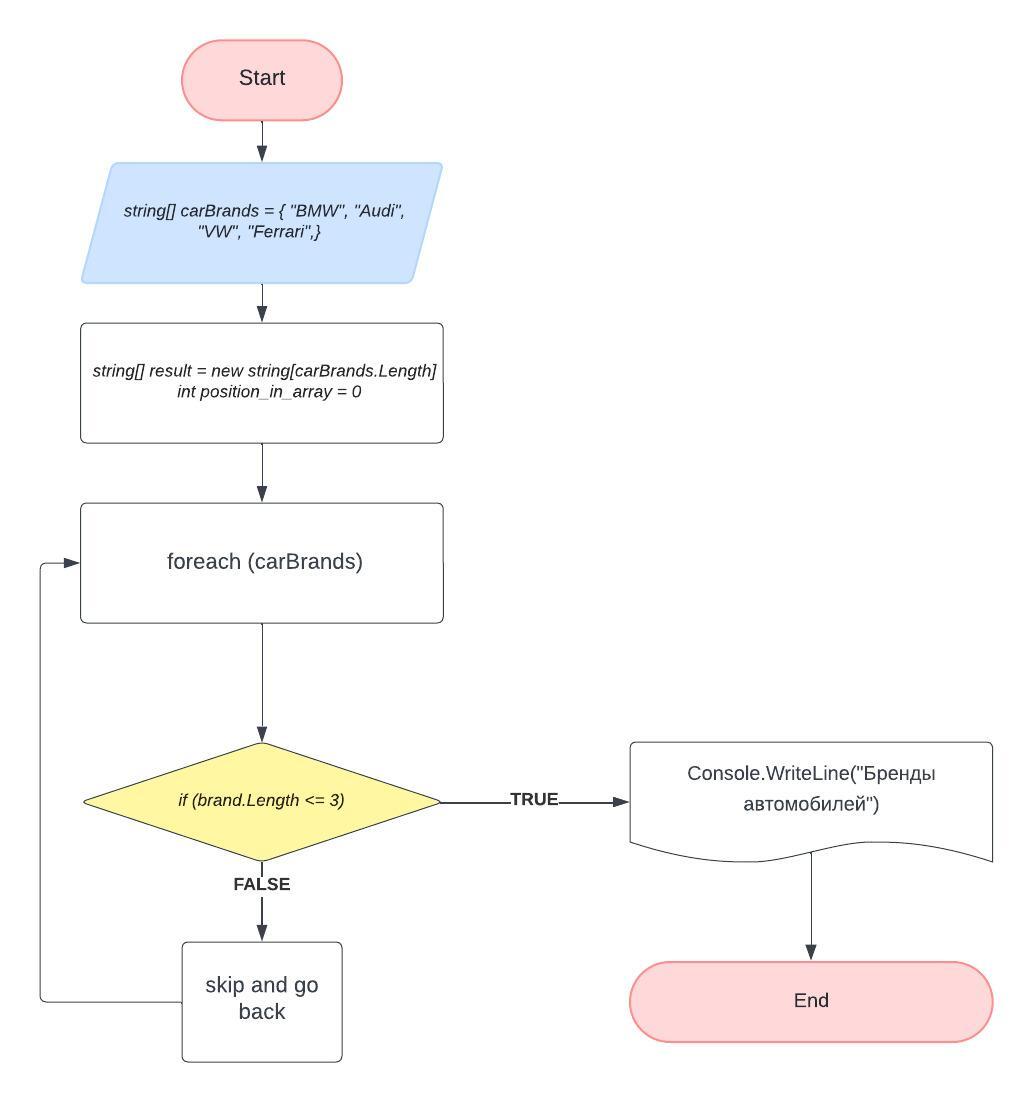 Start
string[] carBrands = { "BMW", "Audi",
"VW", "Ferrari",}
string[] result = new string[carBrands.Length]
int position_in_array = 0
foreach (carBrands)
if (brand.Length <= 3)
TRUE
Console.WriteLine("Бренды
автомобилей")
FALSE
skip and go
back
End